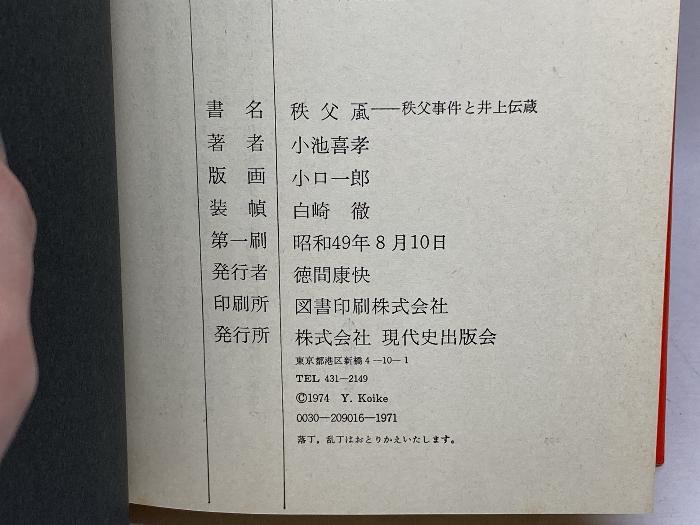 書名 秩父颪――秩父事件と井上伝蔵
著者 小池喜孝
版画 小口一郎
装幀 白崎 徹
第一刷 昭和49年8月10日
発行者 徳間康快
印刷所 図書印刷株式会社
発行所 株式会社 現代史出版会
東京都港区新橋4―10―1
TEL 431―2149
©1974 Y. Koike
0030―209016―1971
落丁,乱丁はおとりかえいたします。